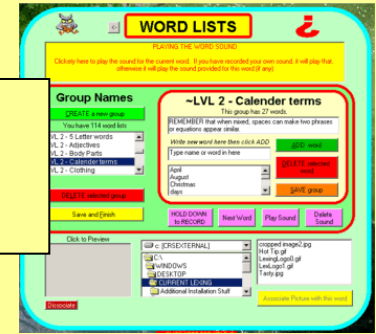 WORD LISTS
PLAYING THE WORD SOUND
Click here to play the sound for the current word. If you have recorded your own sound, it will play that,
otherwise it will play the sound provided for this word (if any)
Group Names
CREATE a new group
You have 114 word lists
VL 2 - 5 Letter words
VL 2 - Adjectives
VL 2 - Body Parts
VL 2 - Calender terms
VL 2 - Clothing
DELETE selected group
Save and Finish
~LVL 2 - Calender terms
This group has 27 words.
REMEMBER that when mixed, spaces can make two phrases
or equations appear similar.
Write new word here then click ADD
Type name or word in here
ADD word
April
August
Christmas
days
DELETE selected
word
SAVE group
HOLD DOWN
to RECORD
Next Word
Play Sound
Delete
Sound
Click to Preview
Dissociate
c: [CRSEXTERNAL]
C:\
WINDOWS
DESKTOP
CURRENT LEXING
Additional Installation Stuff
cropped image2.jpg
Hot Tip.gif
LewingLogo0.gif
LexLogo1.gif
Tasty.jpg
Associate Picture with this word